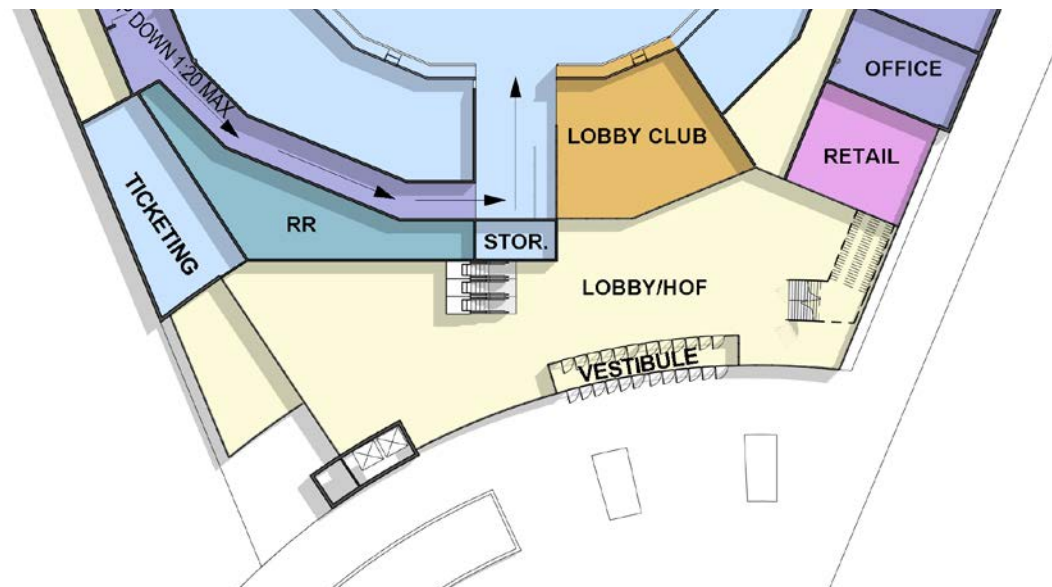 DOWN 1:20 MAX
OFFICE
LOBBY CLUB
RETAIL
TICKETING
RR
STOR.
LOBBY/HOF
VESTIBULE